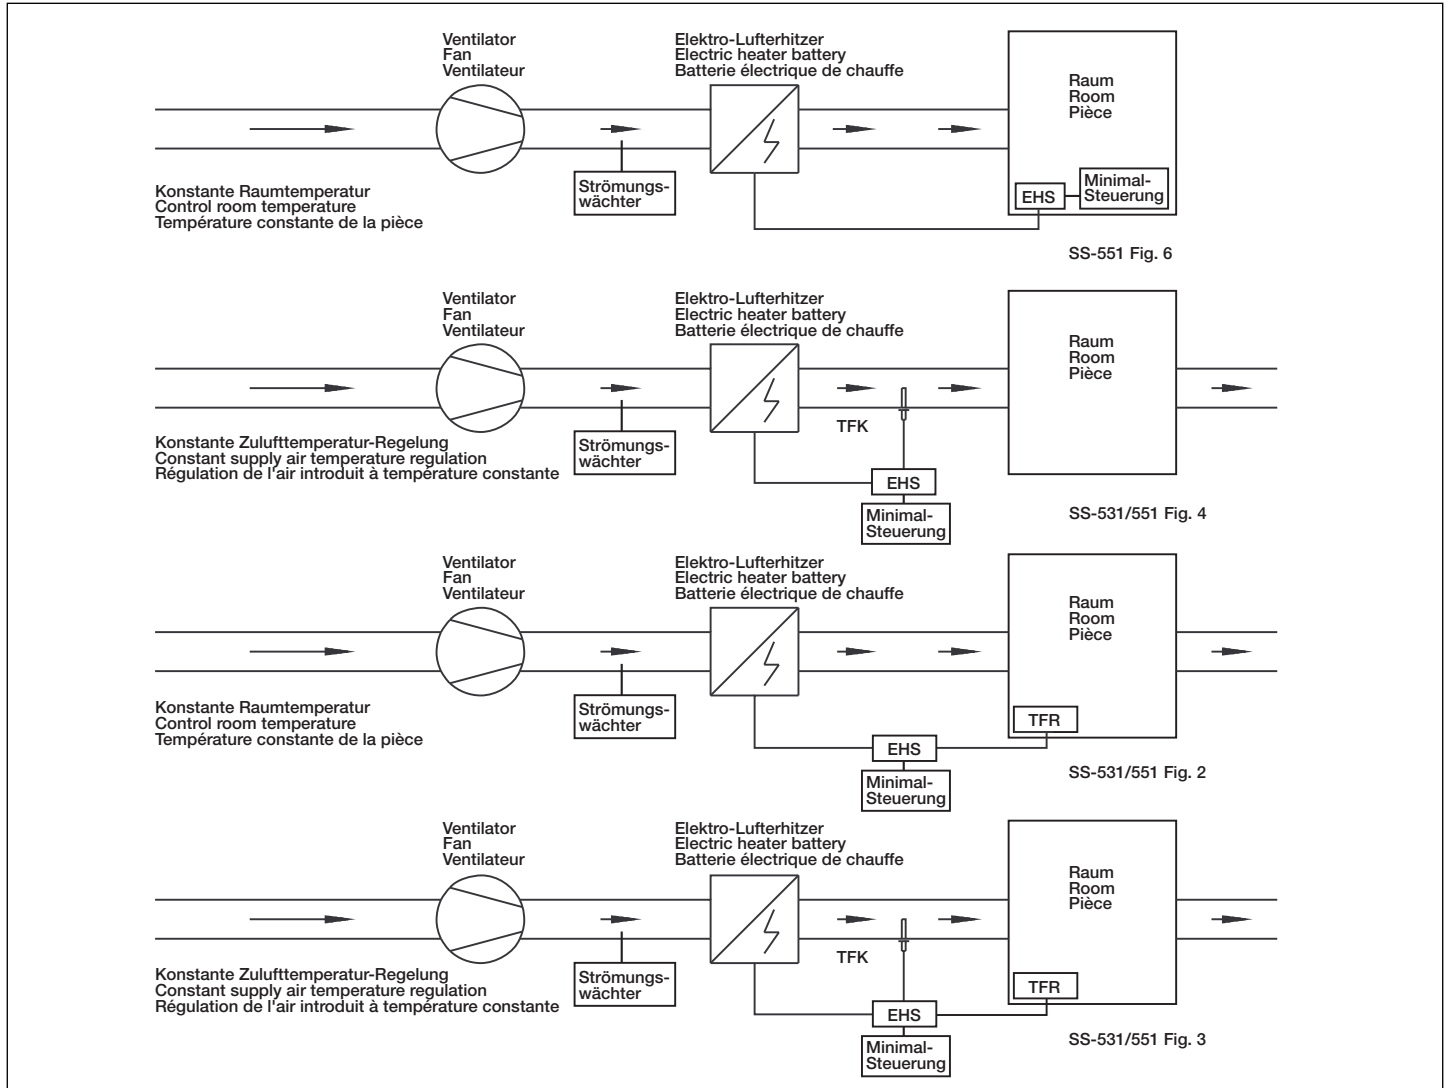 Ventilator
Fan
Ventilateur
Elektro-Lufterhitzer
Electric heater battery
Batterie électrique de chauffe
Raum
Room
Pièce
Konstante Raumtemperatur
Control room temperature
Température constante de la pièce
Strömungs-
wächter
EHS
Minimal-
Steuerung
SS-551 Fig. 6
Ventilator
Fan
Ventilateur
Elektro-Lufterhitzer
Electric heater battery
Batterie électrique de chauffe
Raum
Room
Pièce
Konstante Zulufttemperatur-Regelung
Constant supply air temperature regulation
Régulation de l'air introduit à température constante
Strömungs-
wächter
TFK
EHS
Minimal-
Steuerung
SS-531/551 Fig. 4
Ventilator
Fan
Ventilateur
Elektro-Lufterhitzer
Electric heater battery
Batterie électrique de chauffe
Raum
Room
Pièce
Konstante Raumtemperatur
Control room temperature
Température constante de la pièce
Strömungs-
wächter
TFR
EHS
Minimal-
Steuerung
SS-531/551 Fig. 2
Ventilator
Fan
Ventilateur
Elektro-Lufterhitzer
Electric heater battery
Batterie électrique de chauffe
Raum
Room
Pièce
Konstante Zulufttemperatur-Regelung
Constant supply air temperature regulation
Régulation de l'air introduit à température constante
Strömungs-
wächter
TFK
TFR
EHS
Minimal-
Steuerung
SS-531/551 Fig. 3